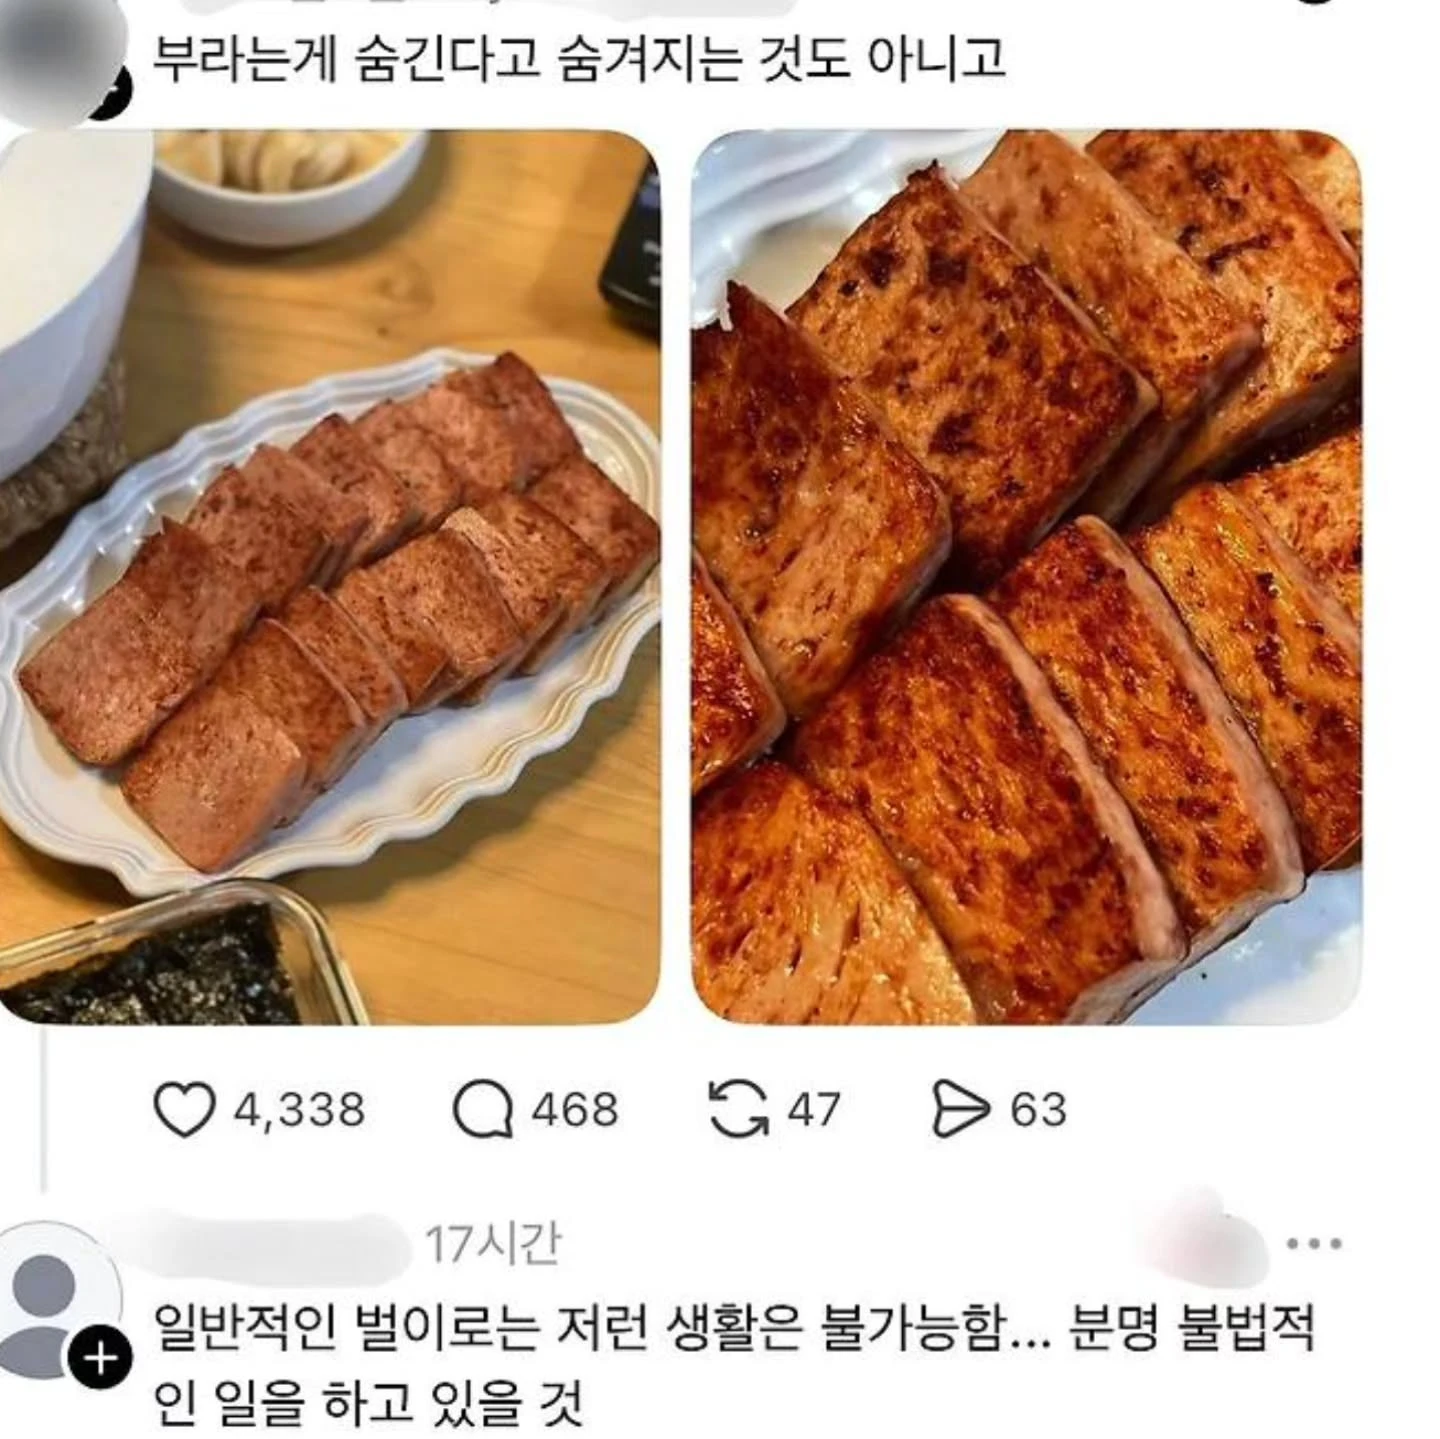 부라는게 숨긴다고 숨겨지는 것도 아니고
4,338 468 47 63
17시간
일반적인 벌이로는 저런 생활은 불가능함... 분명 불법적
인 일을 하고 있을 것